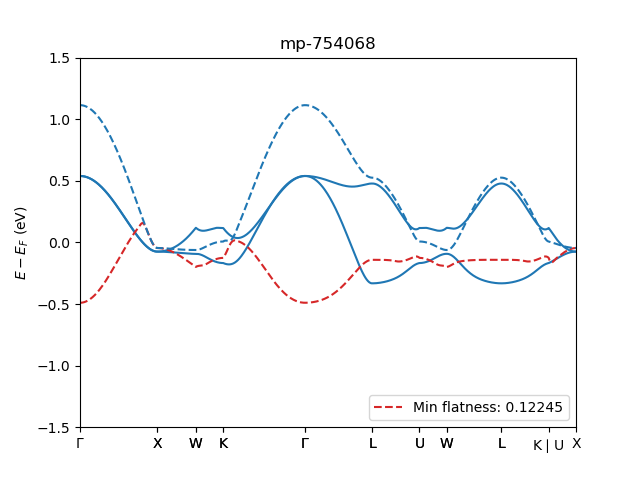 mp-754068
E − E_F (eV)
1.5
1.0
0.5
0.0
−0.5
−1.0
−1.5
Min flatness: 0.12245
Γ X W K Γ L U W L K | U X